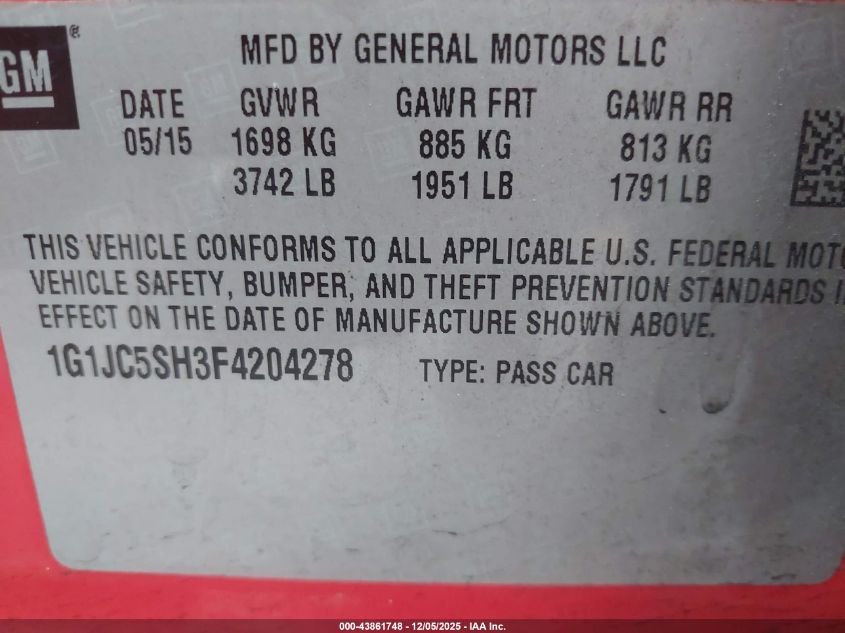 GM®
MFD BY GENERAL MOTORS LLC
DATE GVWR GAWR FRT GAWR RR
05/15 1698 KG 885 KG 813 KG
3742 LB 1951 LB 1791 LB
THIS VEHICLE CONFORMS TO ALL APPLICABLE U.S. FEDERAL MOTO
VEHICLE SAFETY, BUMPER, AND THEFT PREVENTION STANDARDS I
EFFECT ON THE DATE OF MANUFACTURE SHOWN ABOVE.
1G1JC5SH3F4204278 TYPE: PASS CAR
000-43861748 - 12/05/2025 - IAA Inc.